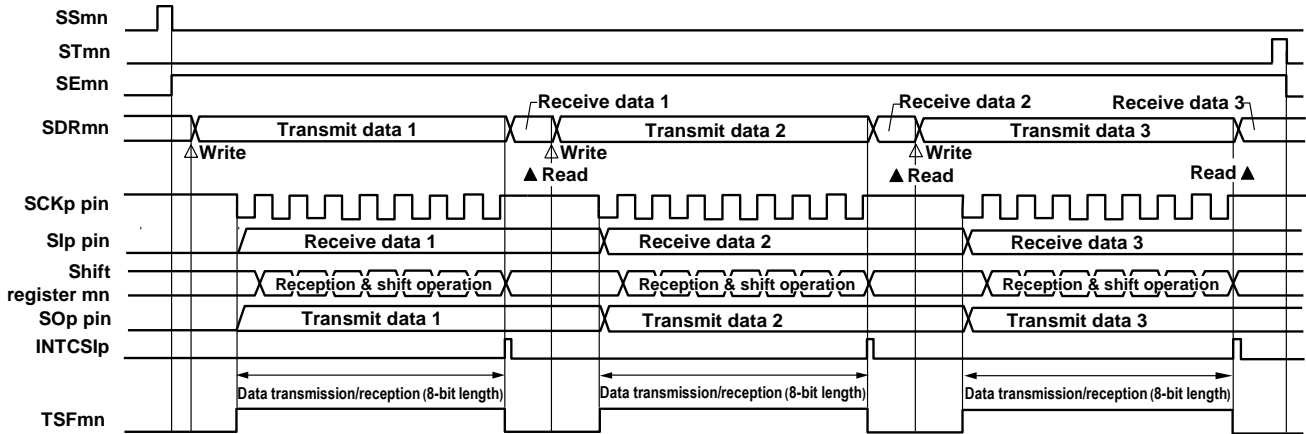 SSmn
STmn
SEmn
Receive data 1
Receive data 2
Receive data 3
SDRmn
Transmit data 1
Transmit data 2
Transmit data 3
Write
Write
Write
▲ Read
▲ Read
Read ▲
SCKp pin
SIp pin
Receive data 1
Receive data 2
Receive data 3
Shift
register mn
Reception & shift operation
Reception & shift operation
Reception & shift operation
SOp pin
Transmit data 1
Transmit data 2
Transmit data 3
INTCSIp
Data transmission/reception (8-bit length)
Data transmission/reception (8-bit length)
Data transmission/reception (8-bit length)
TSFmn